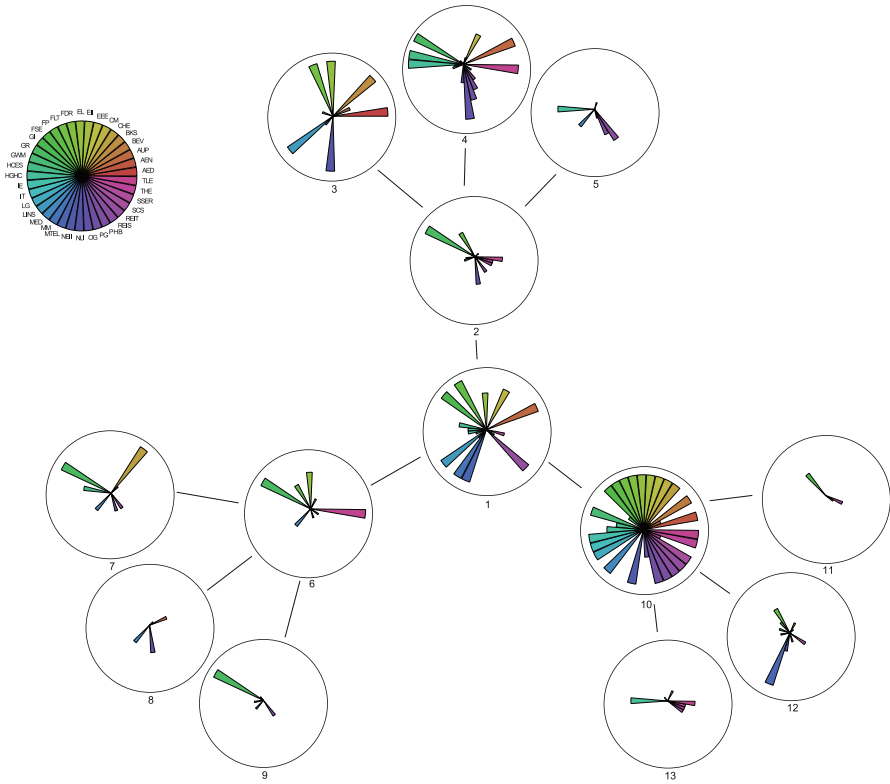 4
3
5
EL
EII
EEE
CM
CHE
BKS
BEV
AUP
AEN
AED
TLE
THE
SSER
SCS
REIT
REIS
PHB
PG
OG
NLI
NEII
MTEL
MM
MED
LINS
LG
IT
IE
HGHC
HCES
GWM
GR
GI
FSE
FP
FLT
FDR
2
1
7
6
11
10
8
12
9
13